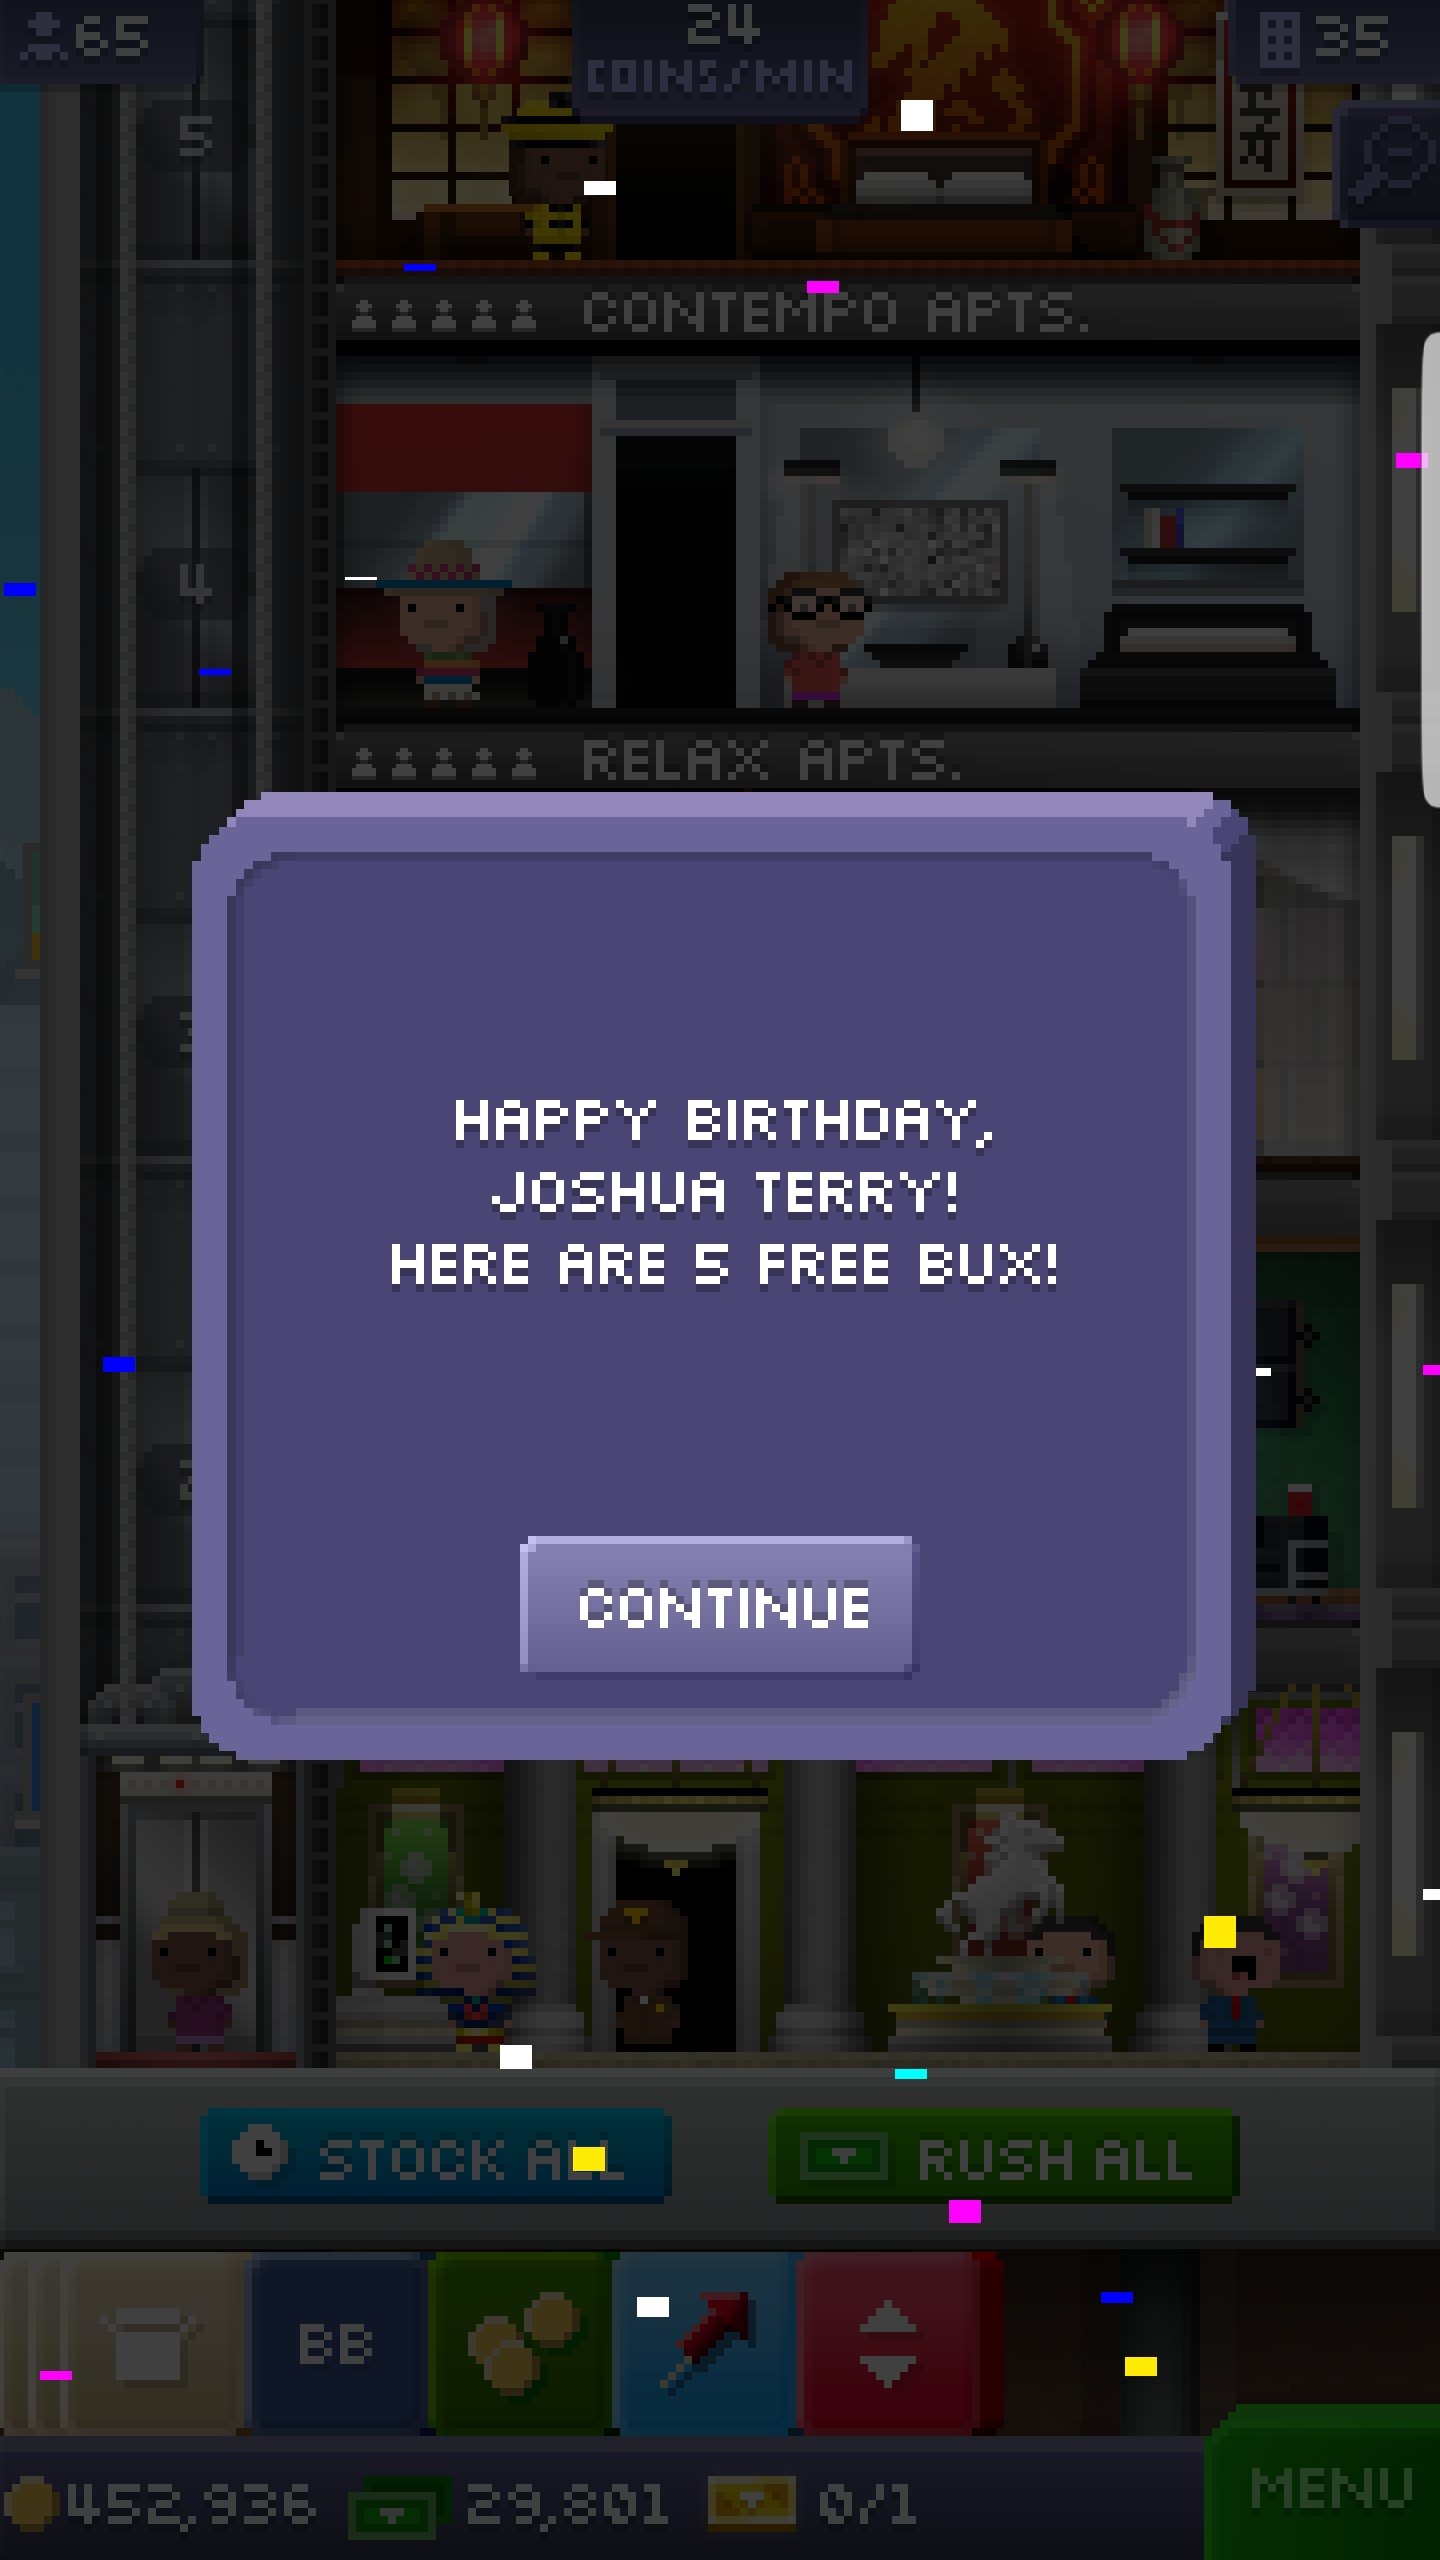 65
24
COINS/MIN
35
5
CONTEMPO APTS.
4
RELAX APTS.
HAPPY BIRTHDAY,
JOSHUA TERRY!
HERE ARE 5 FREE BUX!
CONTINUE
STOCK ALL
RUSH ALL
BB
452,936
29,801
0/1
MENU